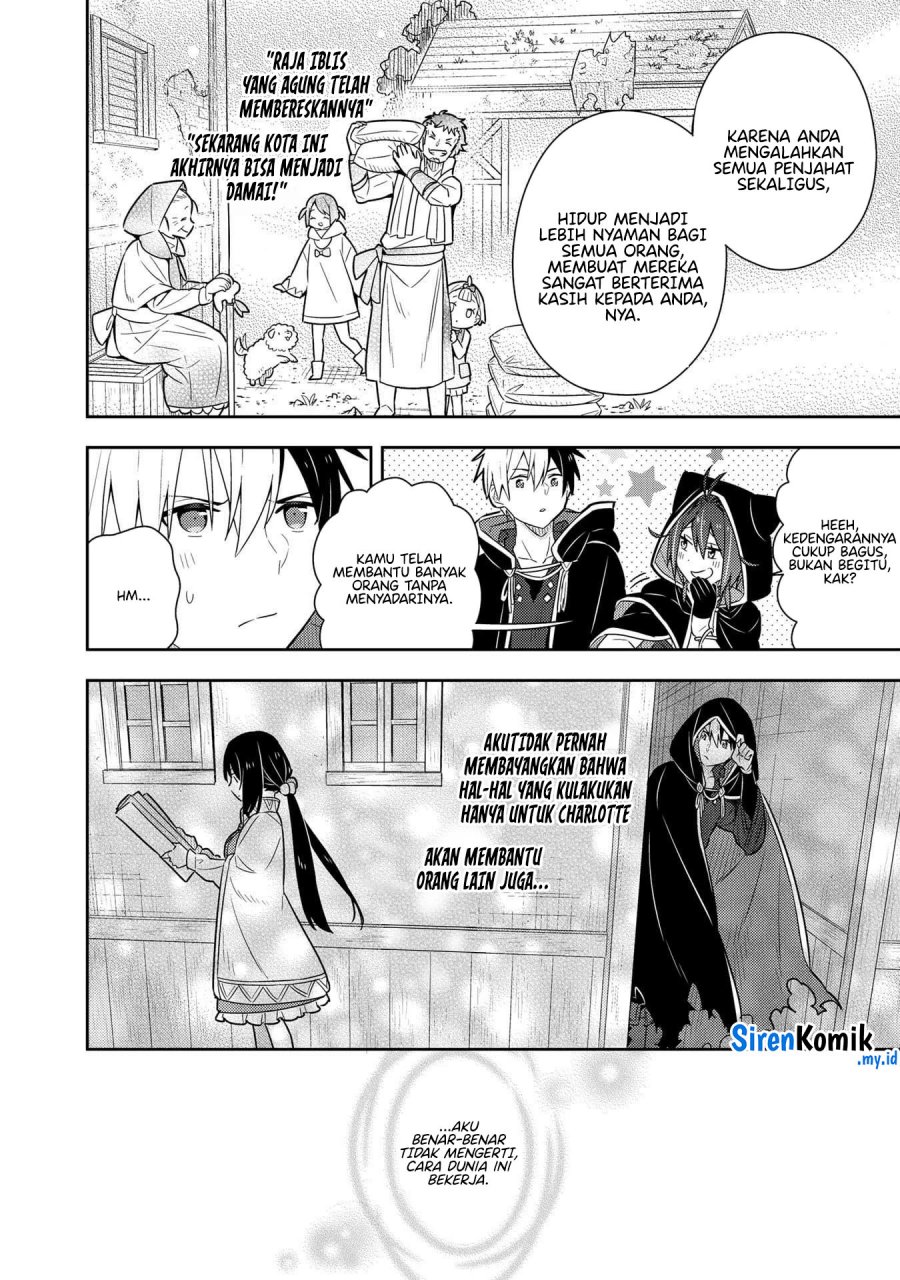 KARENA ANDA
MENGALAHKAN
SEMUA PENJAHAT
SEKALIGUS,
HIDUP MENJADI
LEBIH NYAMAN BAGI
SEMUA ORANG,
MEMBUAT MEREKA
SANGAT BERTERIMA
KASIH KEPADA ANDA,
NYA.
"RAJA IBLIS
YANG AGUNG TELAH
MEMBERESKANNYA"
"SEKARANG KOTA INI
AKHIRNYA BISA MENJADI
DAMAI!"
HEEH,
KEDENGARANNYA
CUKUP BAGUS,
BUKAN BEGITU,
KAK?
KAMU TELAH
MEMBANTU BANYAK
ORANG TANPA
MENYADARINYA.
HM...
AKUTIDAK PERNAH
MEMBAYANGKAN BAHWA
HAL-HAL YANG KULAKUKAN
HANYA UNTUK CHARLOTTE
AKAN MEMBANTU
ORANG LAIN JUGA...
SirenKomik
.my.id
...AKU
BENAR-BENAR
TIDAK MENGERTI,
CARA DUNIA INI
BEKERJA.